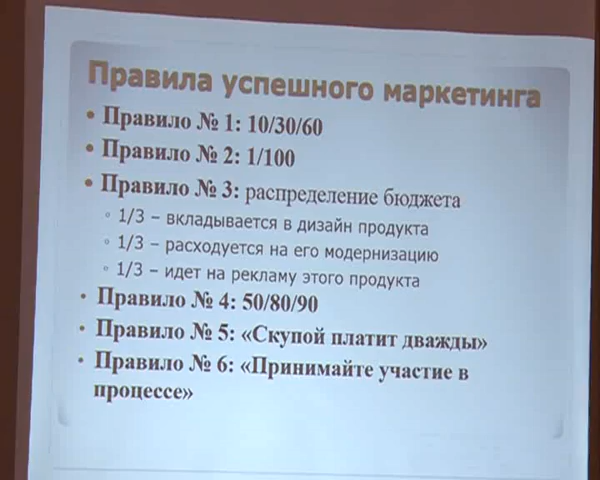 Правила успешного маркетинга
• Правило № 1: 10/30/60
• Правило № 2: 1/100
• Правило № 3: распределение бюджета
◦ 1/3 – вкладывается в дизайн продукта
◦ 1/3 – расходуется на его модернизацию
◦ 1/3 – идет на рекламу этого продукта
• Правило № 4: 50/80/90
• Правило № 5: «Скупой платит дважды»
• Правило № 6: «Принимайте участие в
процессе»